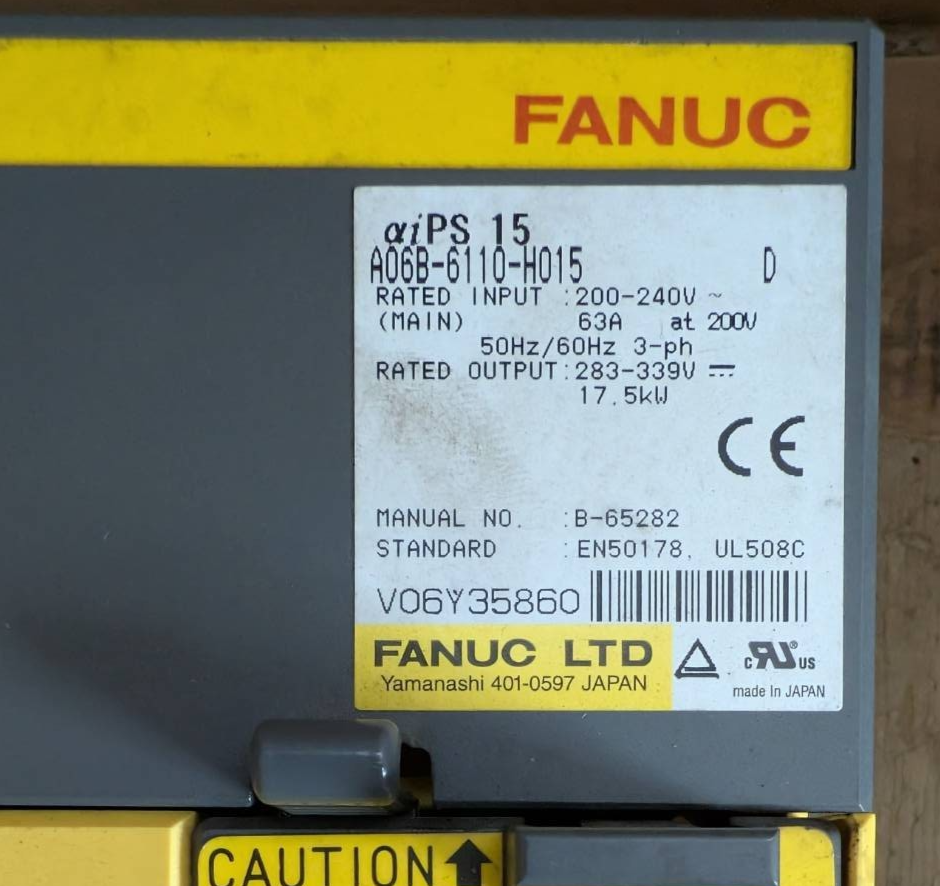 FANUC
αiPS 15
A06B-6110-H015 D
RATED INPUT :200-240V ~
(MAIN) 63A at 200V
50Hz/60Hz 3-ph
RATED OUTPUT:283-339V ⎓
17.5kW
CE
MANUAL NO. :B-65282
STANDARD :EN50178, UL508C
V06Y35860
FANUC LTD
Yamanashi 401-0597 JAPAN
c RU ® US
made In JAPAN
CAUTION